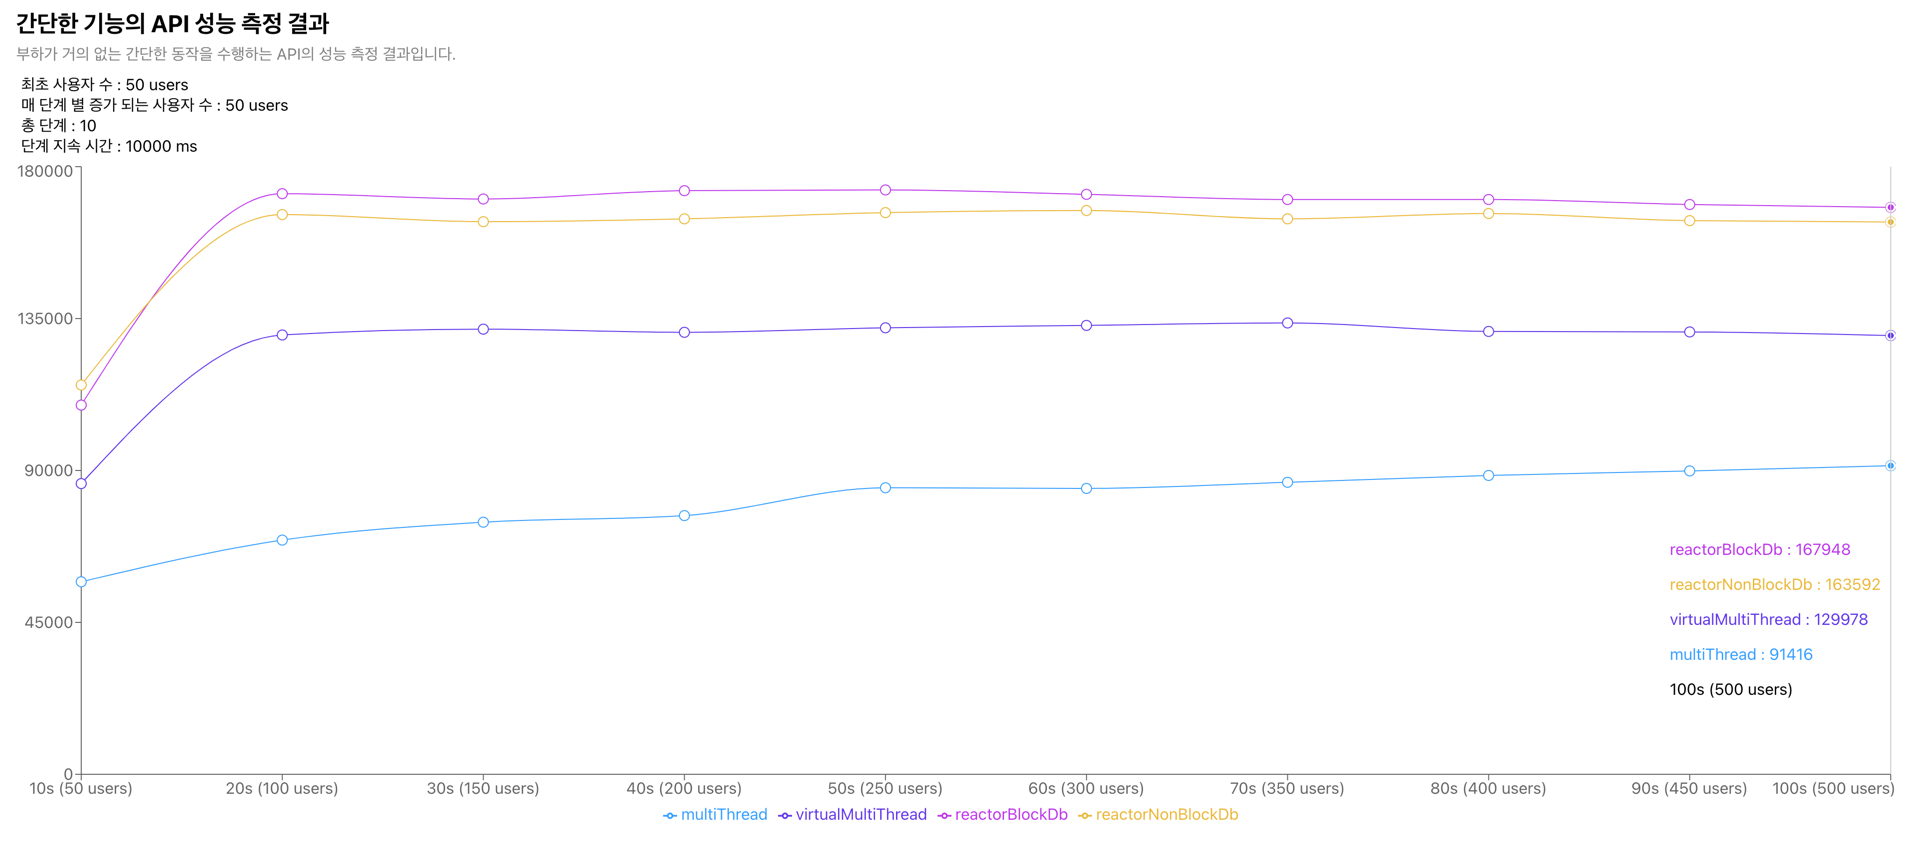 간단한 기능의 API 성능 측정 결과
부하가 거의 없는 간단한 동작을 수행하는 API의 성능 측정 결과입니다.
최초 사용자 수 : 50 users
매 단계 별 증가 되는 사용자 수 : 50 users
총 단계 : 10
단계 지속 시간 : 10000 ms
180000
135000
90000
45000
0
reactorBlockDb : 167948
reactorNonBlockDb : 163592
virtualMultiThread : 129978
multiThread : 91416
100s (500 users)
10s (50 users) 20s (100 users) 30s (150 users) 40s (200 users) 50s (250 users) 60s (300 users) 70s (350 users) 80s (400 users) 90s (450 users) 100s (500 users)
multiThread virtualMultiThread reactorBlockDb reactorNonBlockDb